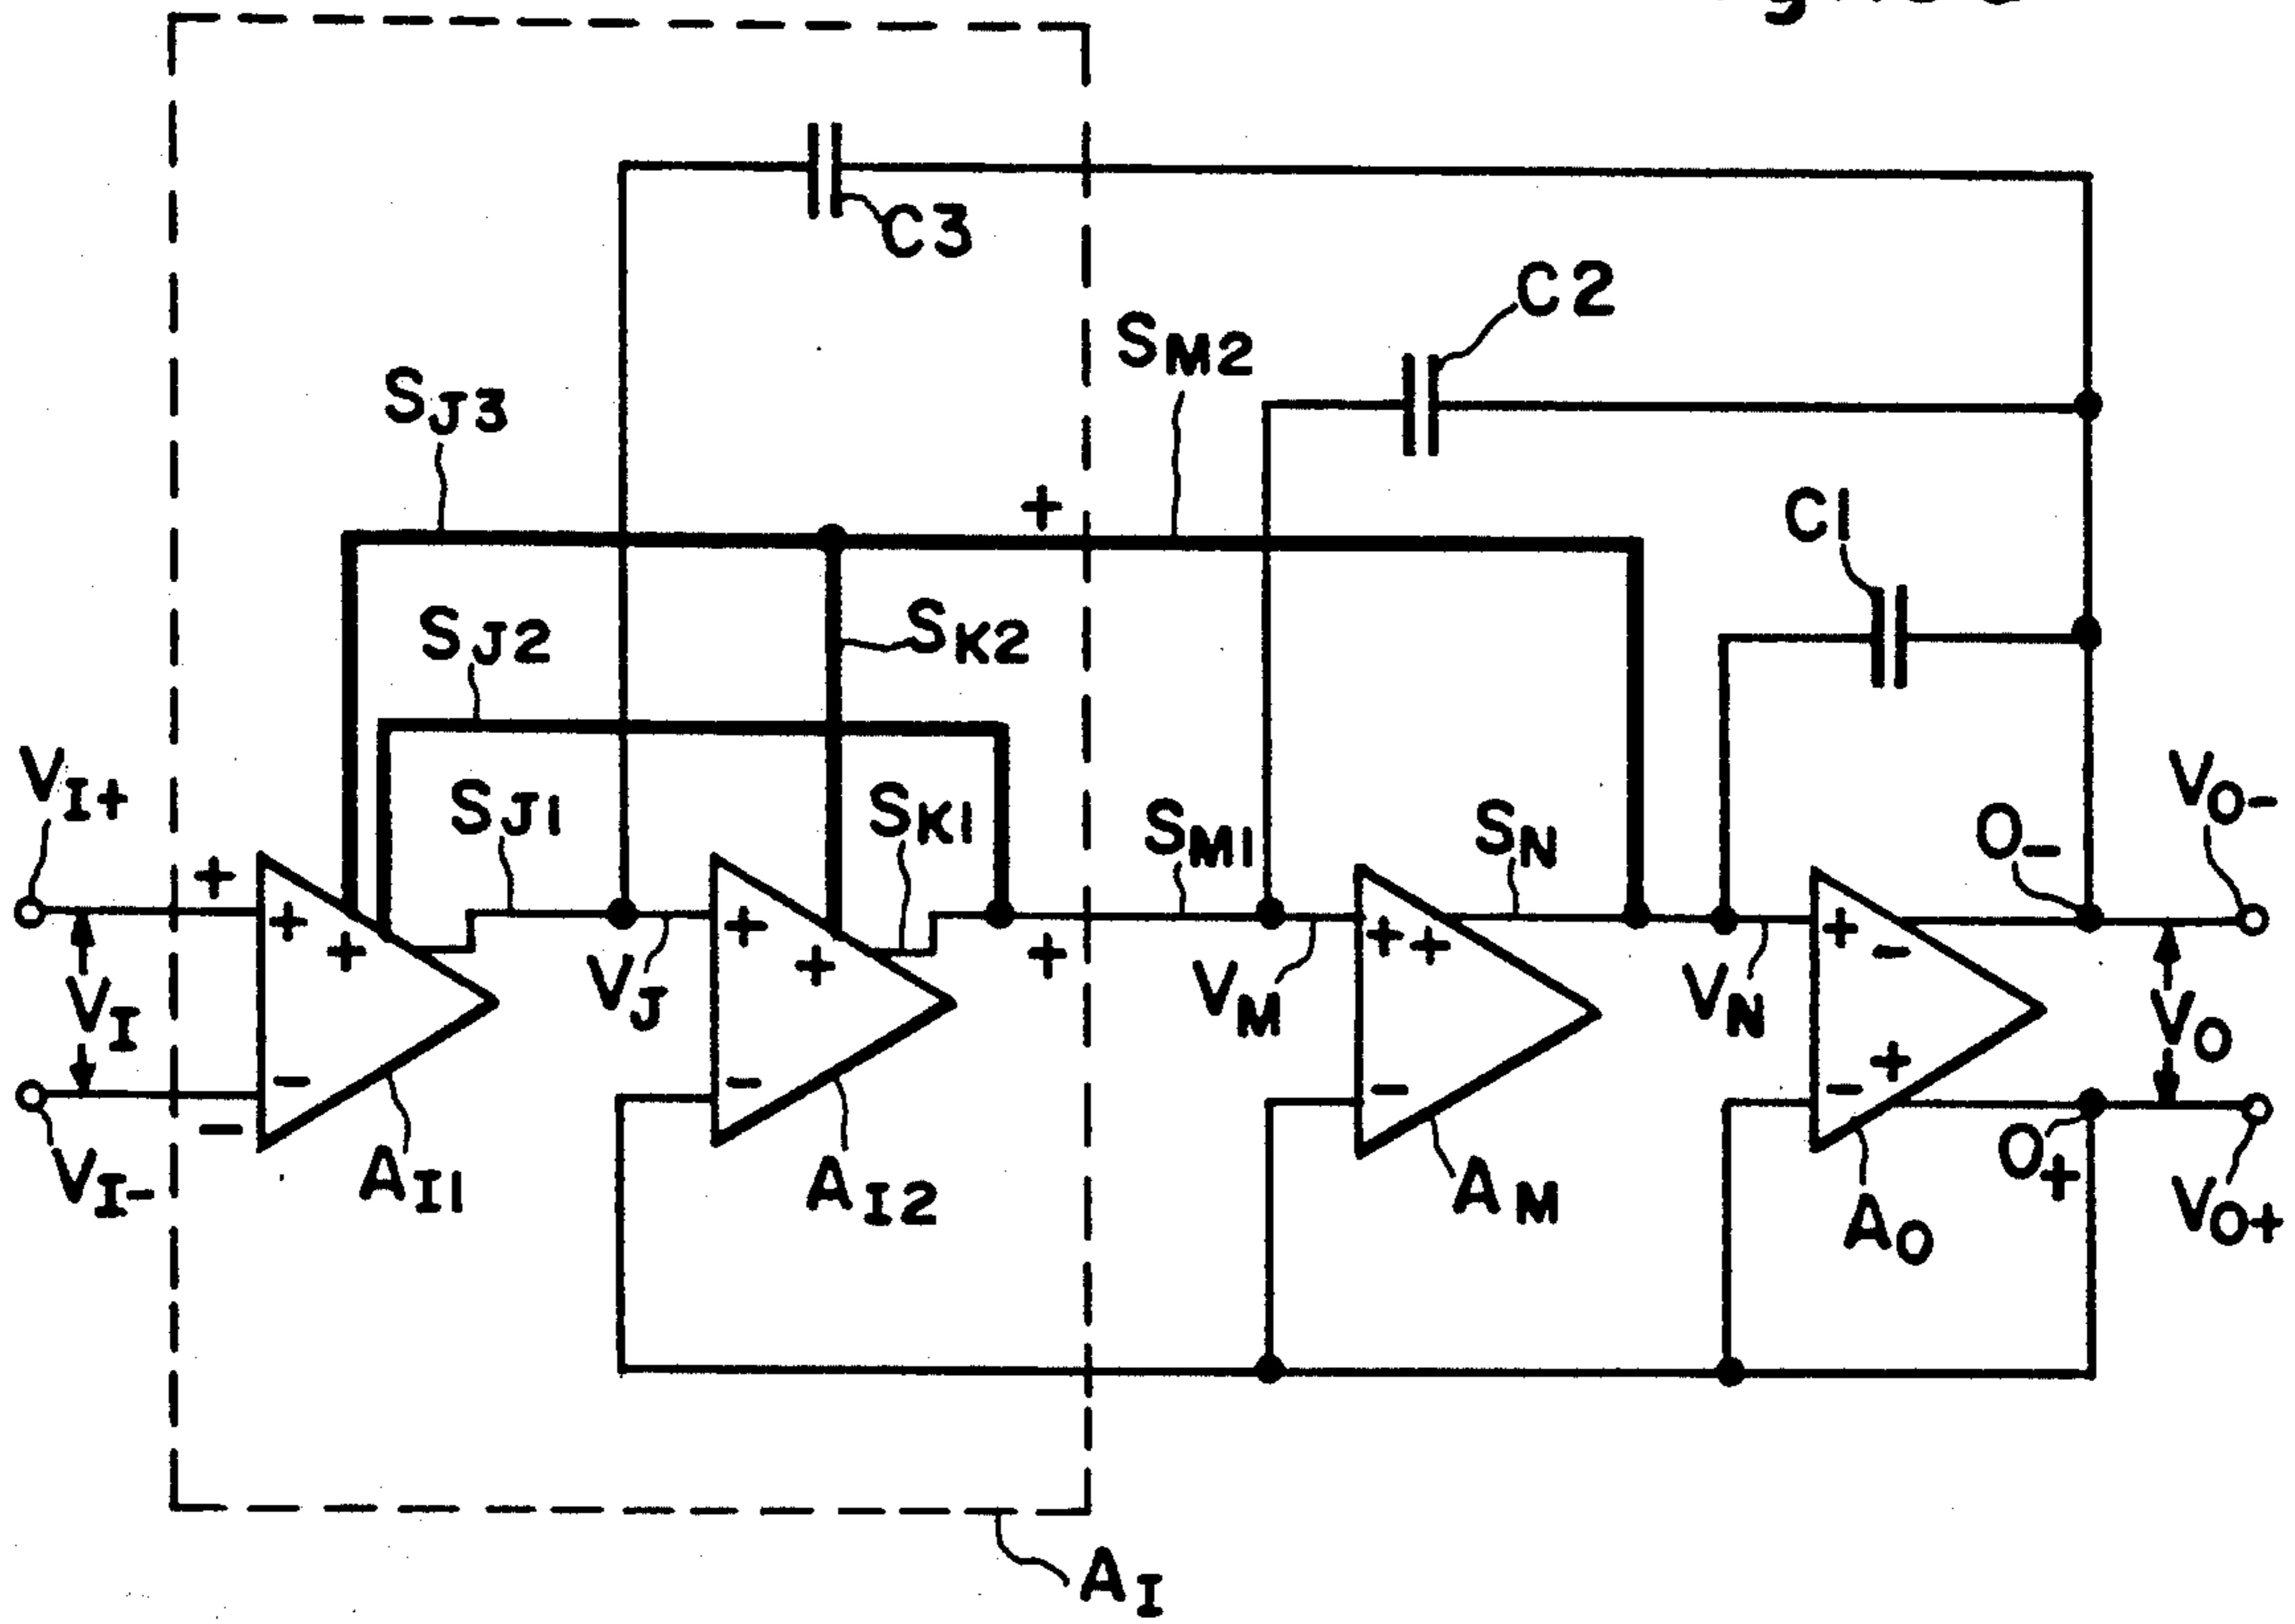 C3
C2
SM2
SJ3
+
C1
SJ2
SK2
VI+
SJ1
SK1
SM1
SN
O-
VO-
+
+
+
+
+
+
+
+
+
-
VI
VJ
VM
VN
VO
-
-
-
-
+
-
VI-
AI1
AI2
AM
AO
O+
VO+
AI